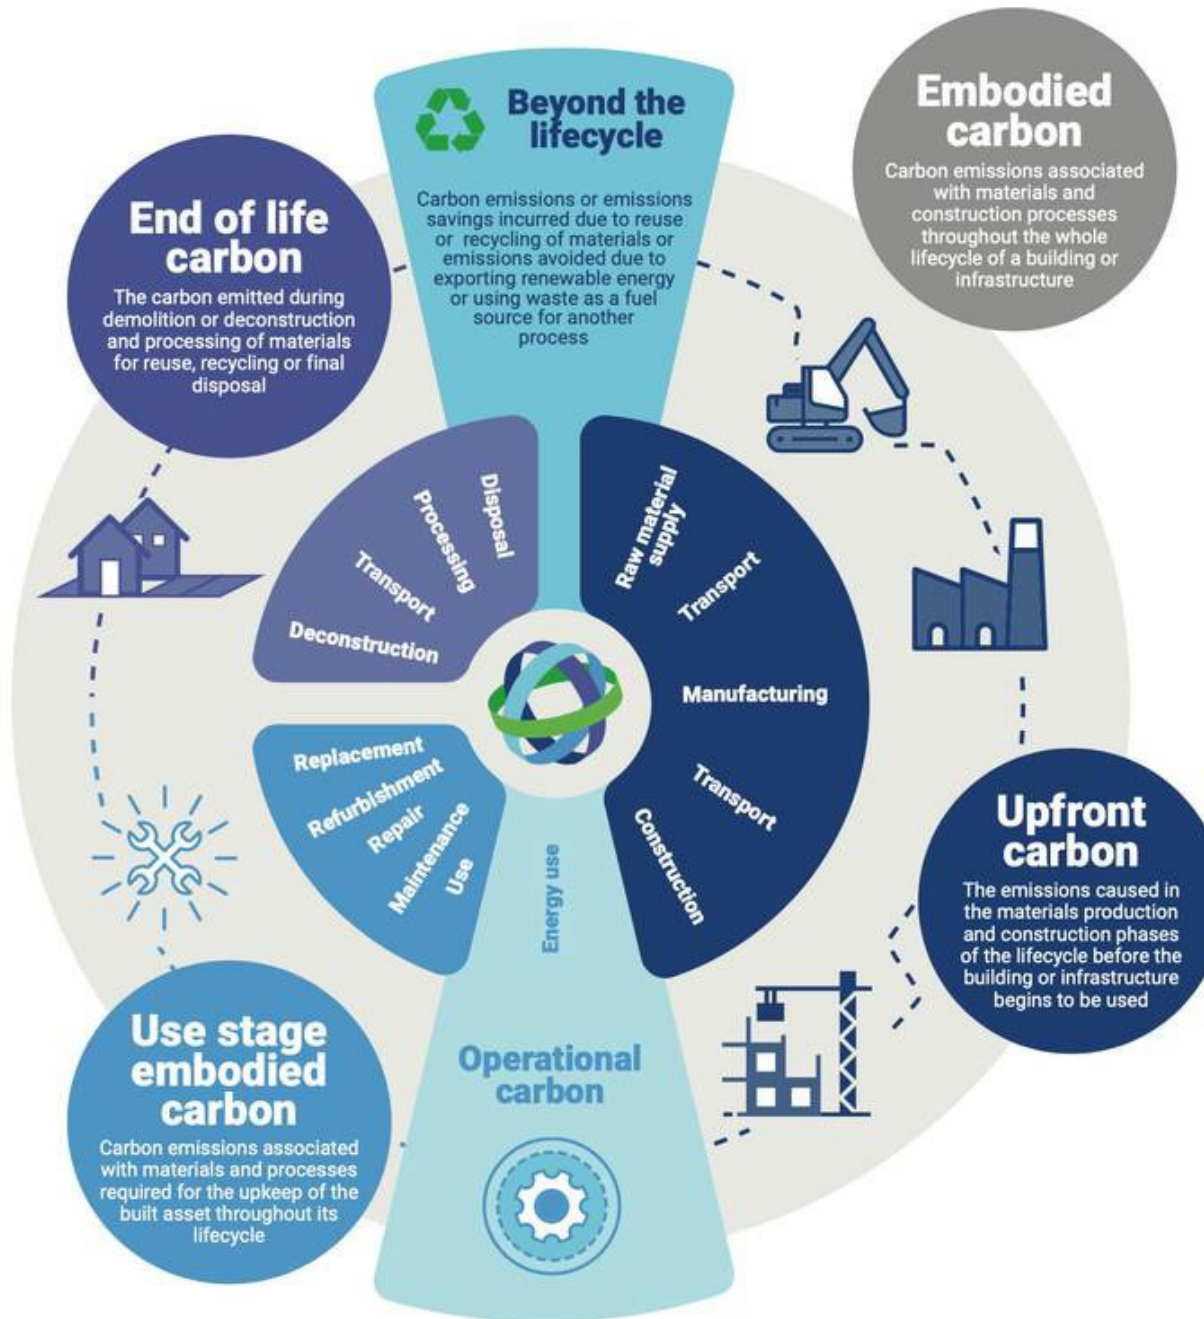 Beyond the
lifecycle
Carbon emissions or emissions
savings incurred due to reuse
or recycling of materials or
emissions avoided due to
exporting renewable energy
or using waste as a fuel
source for another
process
Embodied
carbon
Carbon emissions associated
with materials and
construction processes
throughout the whole
lifecycle of a building or
infrastructure
End of life
carbon
The carbon emitted during
demolition or deconstruction
and processing of materials
for reuse, recycling or final
disposal
Raw material
supply
Transport
Manufacturing
Transport
Construction
Upfront
carbon
The emissions caused in
the materials production
and construction phases
of the lifecycle before the
building or infrastructure
begins to be used
Disposal
Processing
Transport
Deconstruction
Replacement
Refurbishment
Repair
Maintenance
Use
Energy use
Operational
carbon
Use stage
embodied
carbon
Carbon emissions associated
with materials and processes
required for the upkeep of the
built asset throughout its
lifecycle